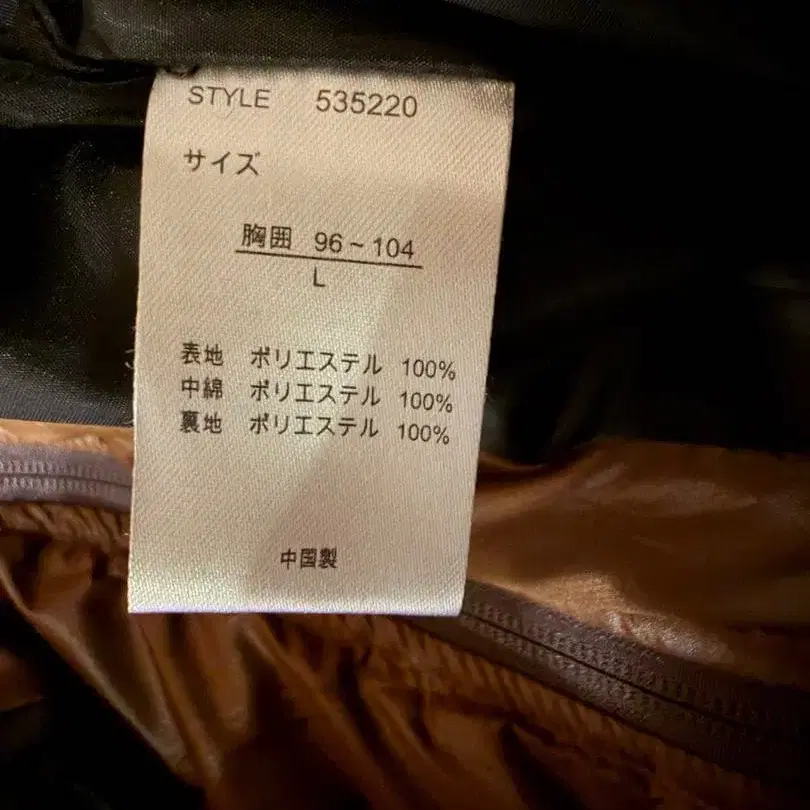 STYLE 535220
サイズ
胸囲 96~104
L
表地 ポリエステル 100%
中綿 ポリエステル 100%
裏地 ポリエステル 100%
中国製